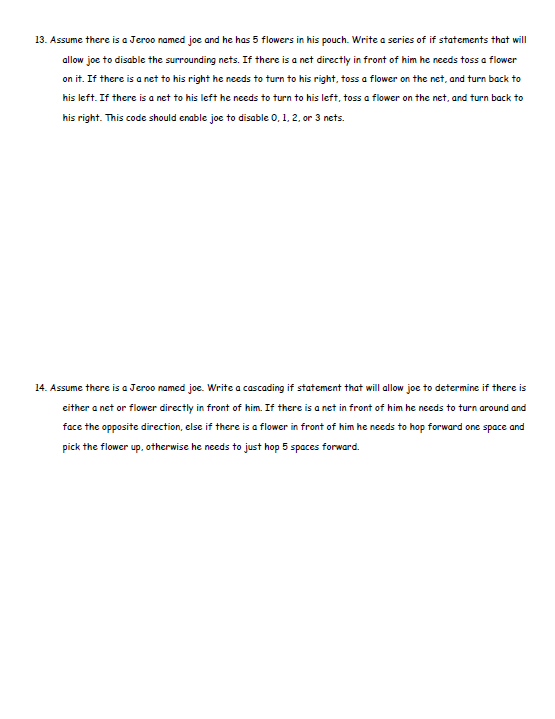 13. Assume there is a Jeroo named joe and he has 5 flowers in his pouch. Write a series of if statements that will
allow joe to disable the surrounding nets. If there is a net directly in front of him he needs toss a flower
on it. If there is a net to his right he needs to turn to his right, toss a flower on the net, and turn back to
his left. If there is a net to his left he needs to turn to his left, toss a flower on the net, and turn back to
his right. This code should enable joe to disable 0, 1, 2, or 3 nets.
14. Assume there is a Jeroo named joe. Write a cascading if statement that will allow joe to determine if there is
either a net or flower directly in front of him. If there is a net in front of him he needs to turn around and
face the opposite direction, else if there is a flower in front of him he needs to hop forward one space and
pick the flower up, otherwise he needs to just hop 5 spaces forward.